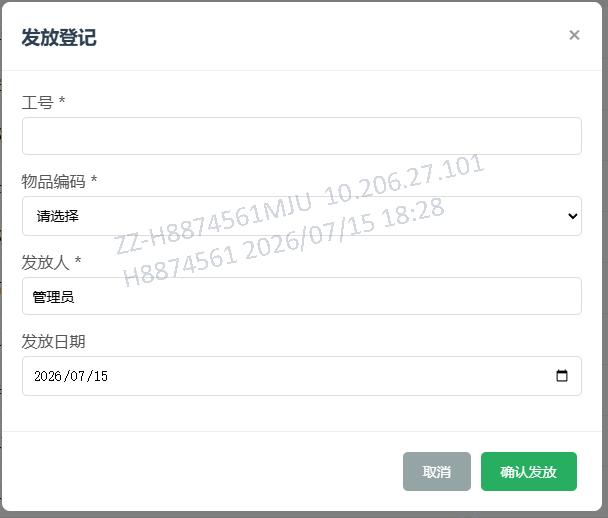 发放登记
×
工号 *
物品编码 *
请选择
ZZ-H8874561MJU 10.206.27.101
H8874561 2026/07/15 18:28
发放人 *
管理员
发放日期
2026/07/15
取消
确认发放